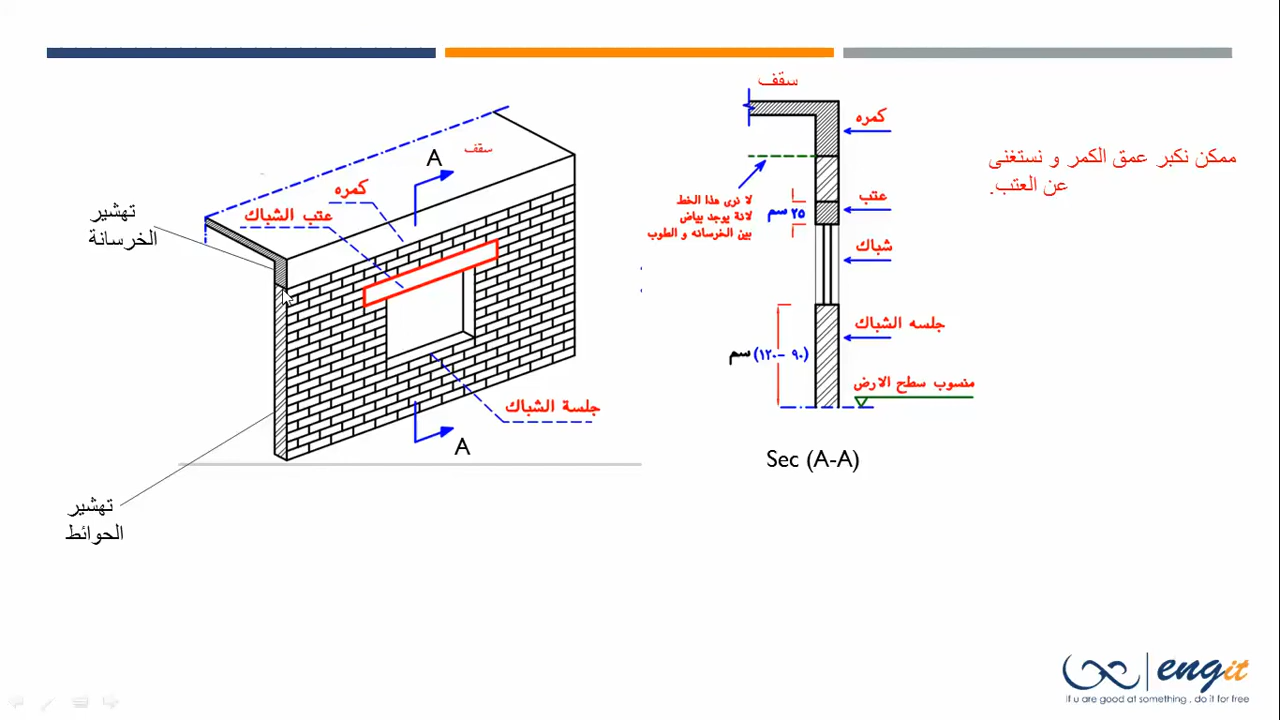 سقف
A
سقف
كمره
عتب الشباك
تهشير
الخرسانة
جلسة الشباك
A
تهشير
الحوائط
كمره
عتب
لا نرى هذا الخط
لانة يوجد بياض
بين الخرسانه و الطوب
٢٥ سم
شباك
جلسه الشباك
(٩٠ -١٢٠) سم
منسوب سطح الارض
Sec (A-A)
ممكن نكبر عمق الكمر و نستغنى
عن العتب.
engit
if u are good at something , do it for free